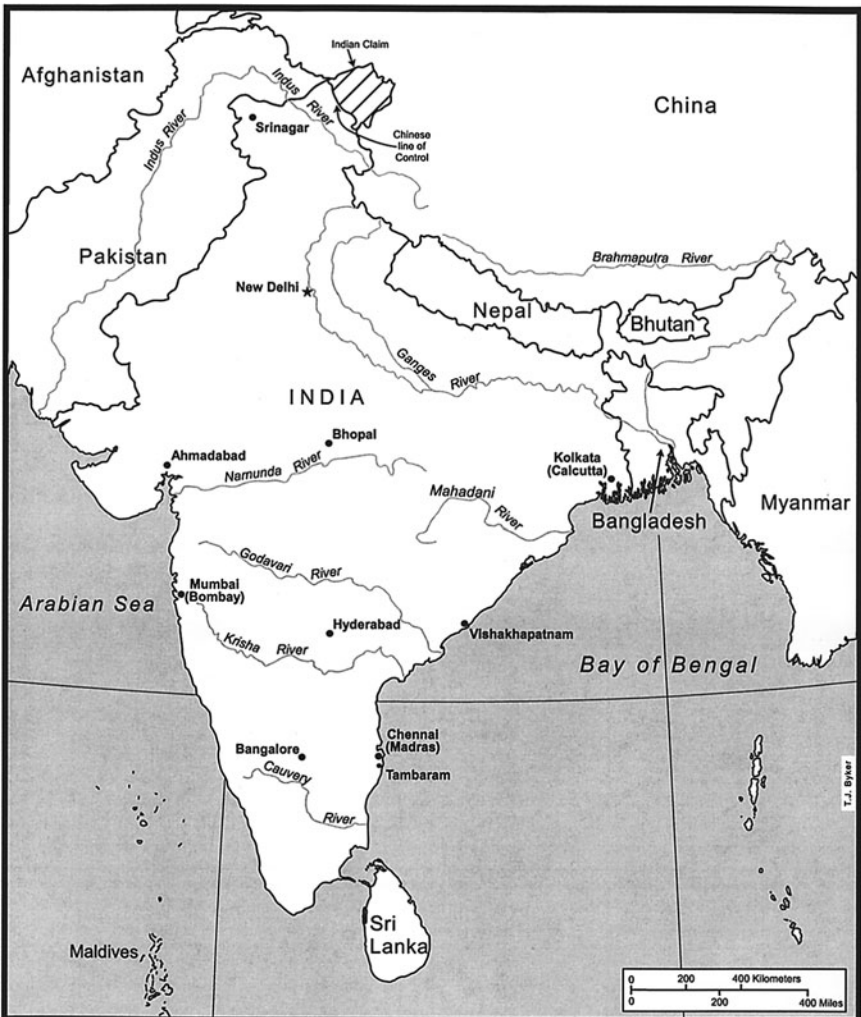 Indian Claim
Afghanistan
China
Indus
River
Indus River
Srinagar
Chinese
line of
Control
Pakistan
Brahmaputra River
New Delhi
Nepal
Bhutan
Ganges
River
INDIA
Bhopal
Ahmadabad
Kolkata
(Calcutta)
Namunda River
Mahadani
River
Myanmar
Bangladesh
Godavari River
Mumbai
(Bombay)
Arabian Sea
Hyderabad
Vishakhapatnam
Krisha River
Bay of Bengal
Chennai
(Madras)
Bangalore
Tambaram
Cauvery
River
T.J. Byker
Sri
Lanka
Maldives
0 200 400 Kilometers
0 200 400 Miles